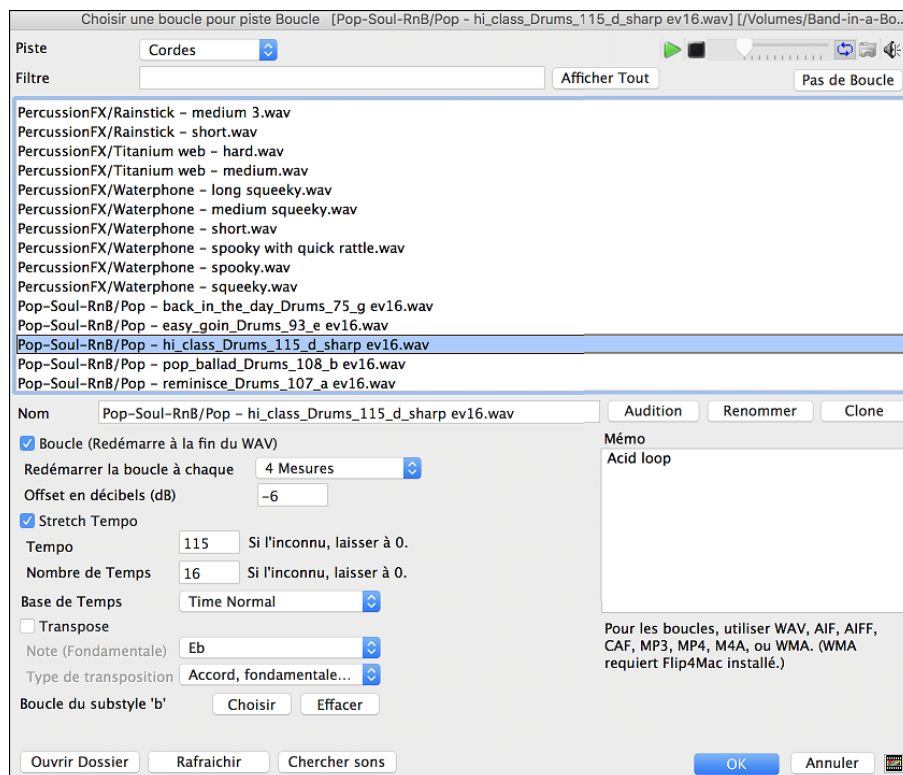 Choisir une boucle pour piste Boucle [Pop-Soul-RnB/Pop - hi_class_Drums_115_d_sharp ev16.wav] [/Volumes/Band-in-a-Bo...
Piste Cordes
Filtre Afficher Tout Pas de Boucle
PercussionFX/Rainstick - medium 3.wav
PercussionFX/Rainstick - short.wav
PercussionFX/Titanium web - hard.wav
PercussionFX/Titanium web - medium.wav
PercussionFX/Waterphone - long squeeky.wav
PercussionFX/Waterphone - medium squeeky.wav
PercussionFX/Waterphone - short.wav
PercussionFX/Waterphone - spooky with quick rattle.wav
PercussionFX/Waterphone - spooky.wav
PercussionFX/Waterphone - squeeky.wav
Pop-Soul-RnB/Pop - back_in_the_day_Drums_75_g ev16.wav
Pop-Soul-RnB/Pop - easy_goin_Drums_93_e ev16.wav
Pop-Soul-RnB/Pop - hi_class_Drums_115_d_sharp ev16.wav
Pop-Soul-RnB/Pop - pop_ballad_Drums_108_b ev16.wav
Pop-Soul-RnB/Pop - reminisce_Drums_107_a ev16.wav
Nom Pop-Soul-RnB/Pop - hi_class_Drums_115_d_sharp ev16.wav Audition Renommer Clone
Boucle (Redémarre à la fin du WAV)
Redémarrer la boucle à chaque 4 Mesures
Offset en décibels (dB) -6
Stretch Tempo
Tempo 115 Si l'inconnu, laisser à 0.
Nombre de Temps 16 Si l'inconnu, laisser à 0.
Base de Temps Time Normal
Transpose
Note (Fondamentale) Eb
Type de transposition Accord, fondamentale...
Boucle du substyle 'b' Choisir Effacer
Mémo
Acid loop
Pour les boucles, utiliser WAV, AIF, AIFF,
CAF, MP3, MP4, M4A, ou WMA. (WMA
requiert Flip4Mac installé.)
Ouvrir Dossier Rafraichir Chercher sons OK Annuler